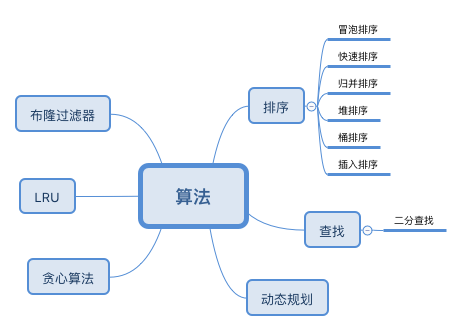 算法
排序
冒泡排序
快速排序
归并排序
堆排序
桶排序
插入排序
查找
二分查找
动态规划
布隆过滤器
LRU
贪心算法